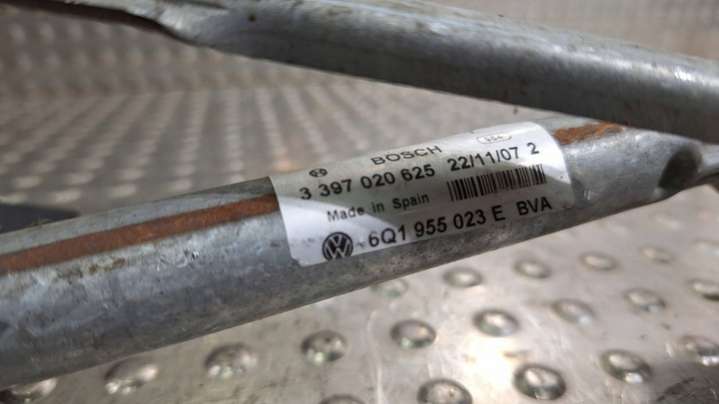 BOSCH
3 397 020 625 22/11/07 2
Made in Spain
6Q1 955 023 E BVA